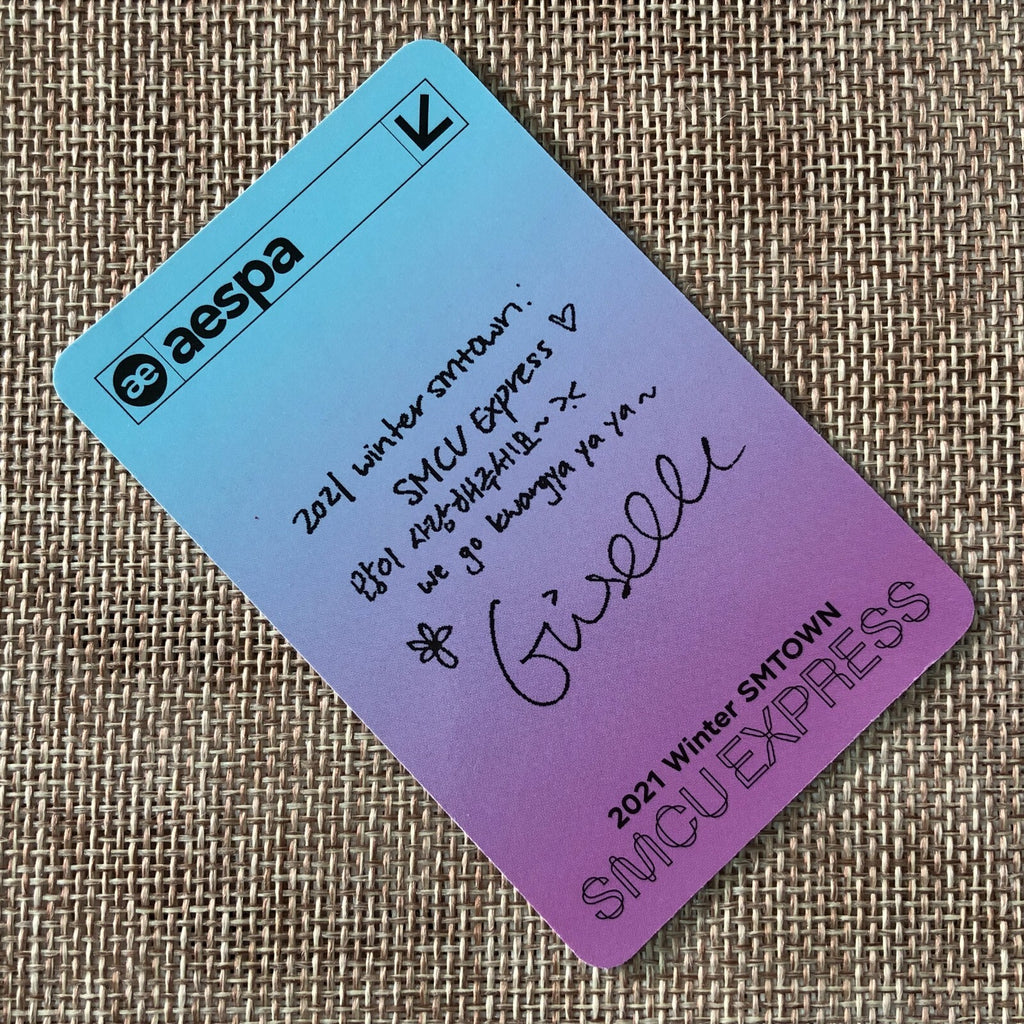 ae aespa
2021 winter smtown:
SMCU Express ♡
많이 사랑해주세요~ >.<
we go kwangya ya ya~
Giselle
2021 Winter SMTOWN
SMCU EXPRESS